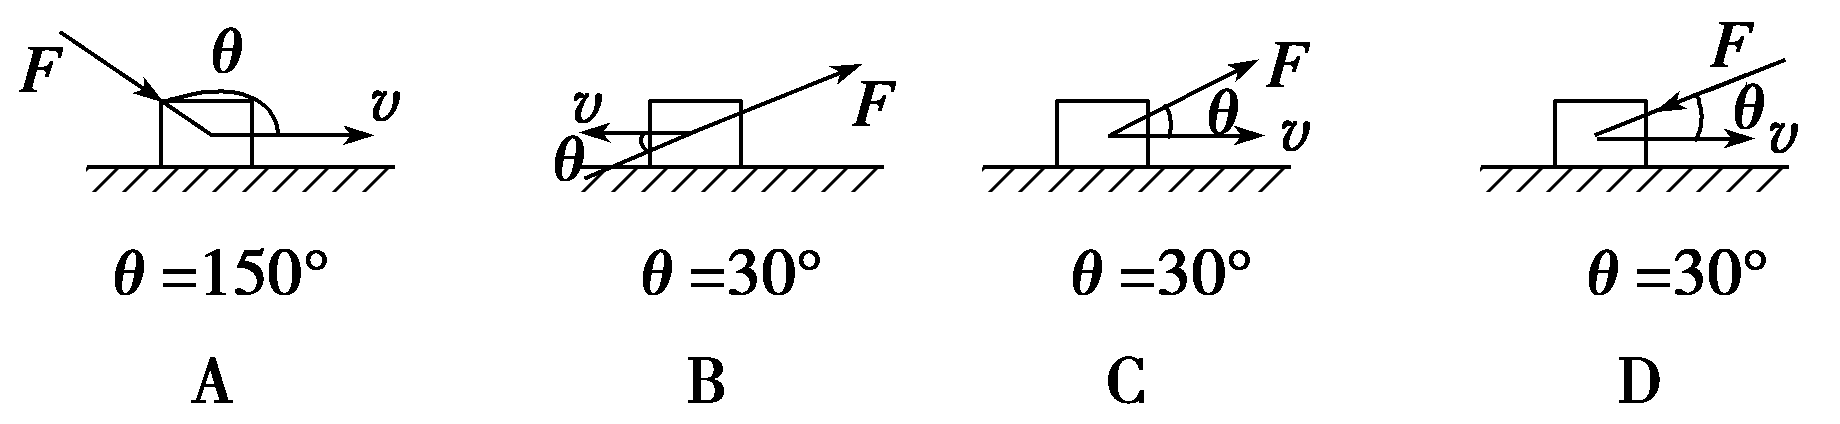 F θ v
v θ F
F θ v
F θ v
θ =150° θ =30° θ =30° θ =30°
A B C D